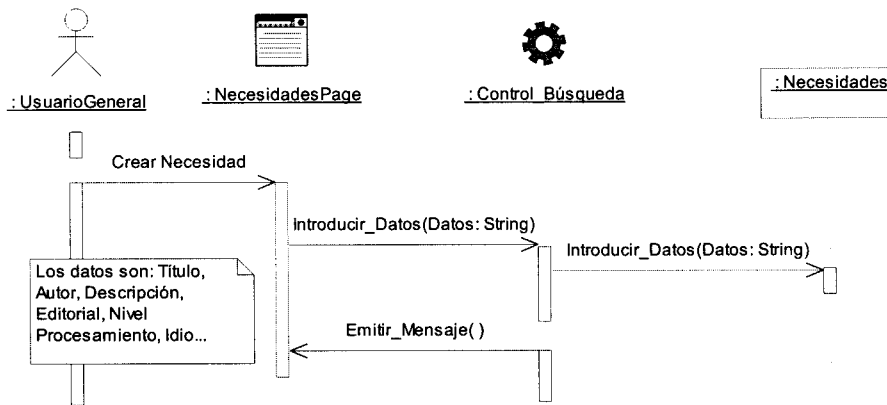 : UsuarioGeneral
: NecesidadesPage
: Control_Búsqueda
: Necesidades
Crear Necesidad
Introducir_Datos(Datos: String)
Introducir_Datos(Datos: String)
Los datos son: Título,
Autor, Descripción,
Editorial, Nivel
Procesamiento, Idio...
Emitir_Mensaje( )